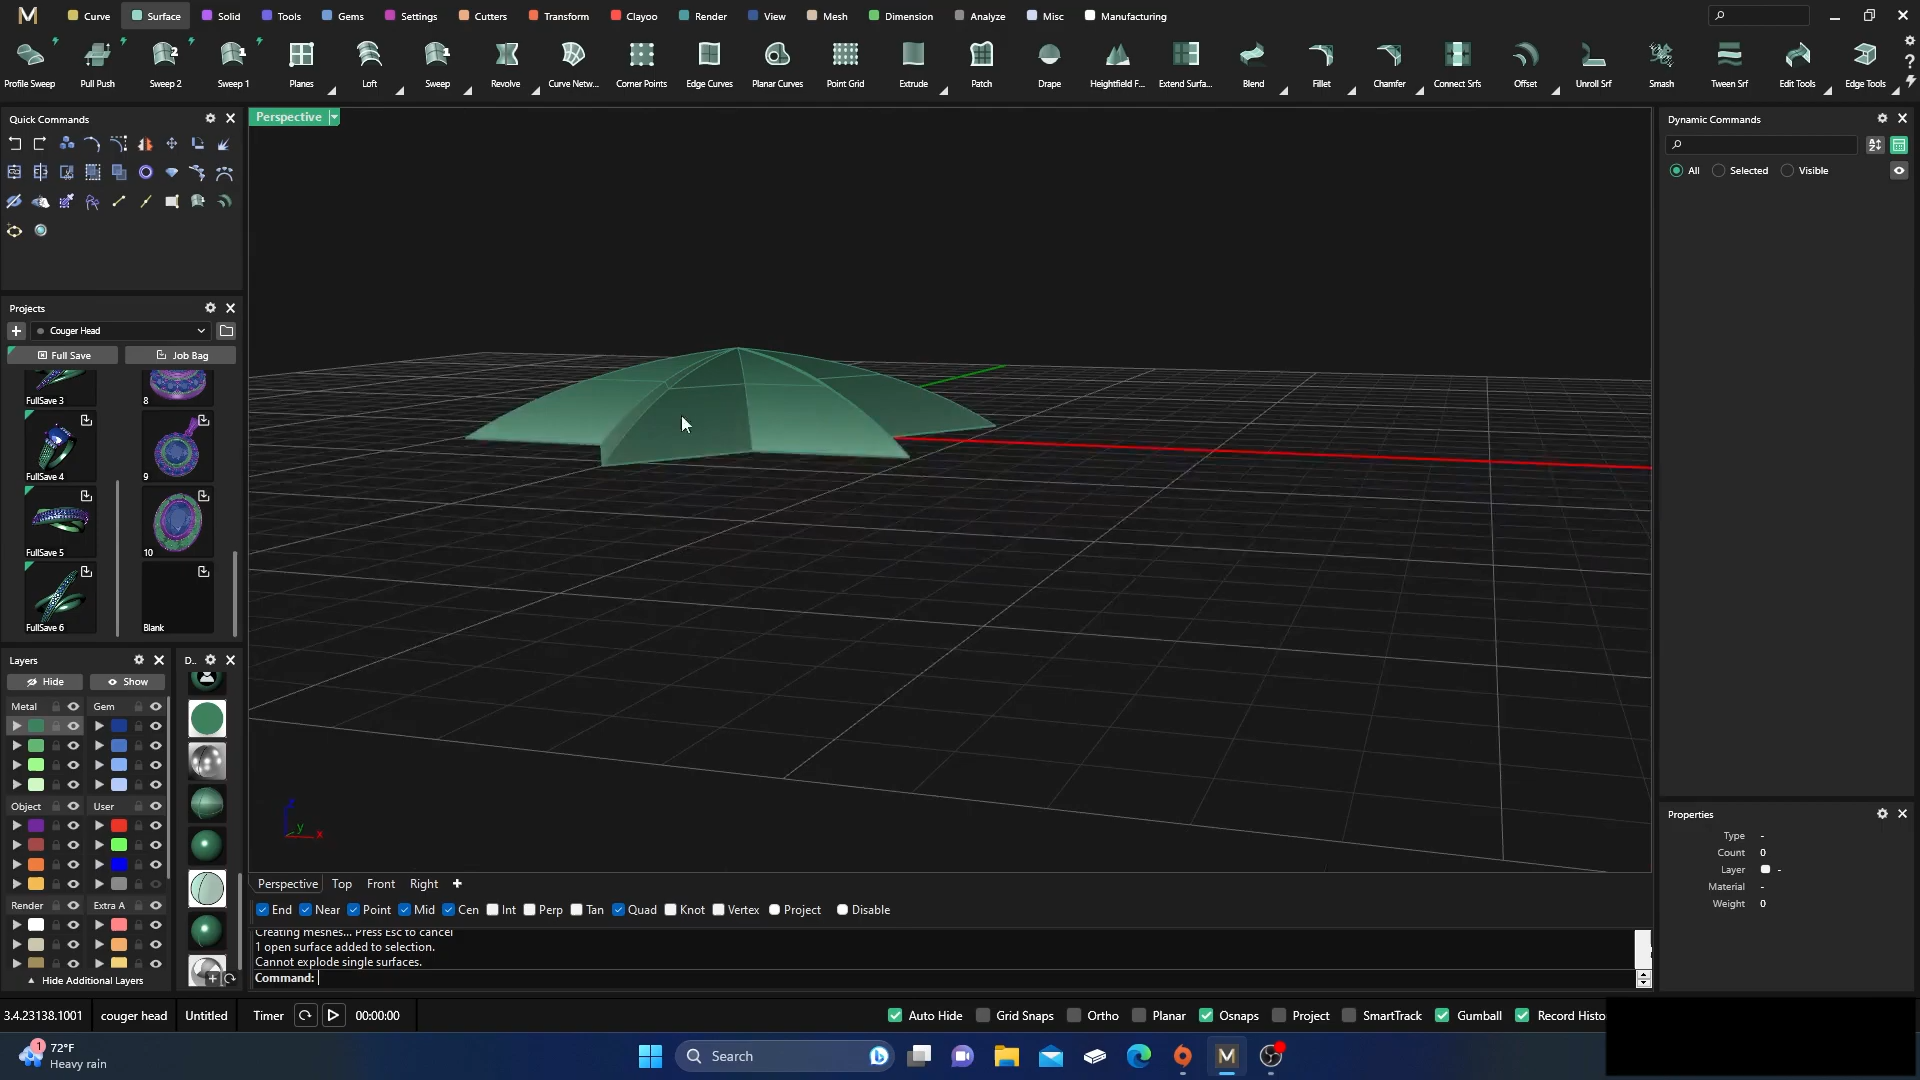 Curve Surface Solid Tools Gems Settings Cutters Transform Clayoo Render View Mesh Dimension Analyze Misc Manufacturing
Profile Sweep Pull Push Sweep 2 Sweep 1 Planes Loft Sweep Revolve Curve Netw... Corner Points Edge Curves Planar Curves Point Grid Extrude Patch Drape Heightfield F... Extend Surfa... Blend Fillet Chamfer Connect Srfs Offset Unroll Srf Smash Tween Srf Edit Tools Edge Tools
Quick Commands
Perspective
Dynamic Commands
All Selected Visible
Projects
Couger Head
Full Save Job Bag
FullSave 3 8
FullSave 4 9
FullSave 5 10
FullSave 6 Blank
Layers D..
Hide Show
Metal Gem
Object User
Render Extra A
Hide Additional Layers
x
y
Properties
Type -
Count 0
Layer -
Material -
Weight 0
Perspective Top Front Right
End Near Point Mid Cen Int Perp Tan Quad Knot Vertex Project Disable
Creating meshes... Press Esc to cancel
1 open surface added to selection.
Cannot explode single surfaces.
Command:
3.4.23138.1001 couger head Untitled Timer 00:00:00 Auto Hide Grid Snaps Ortho Planar Osnaps Project SmartTrack Gumball Record Histo
1 72°F
Heavy rain
Search